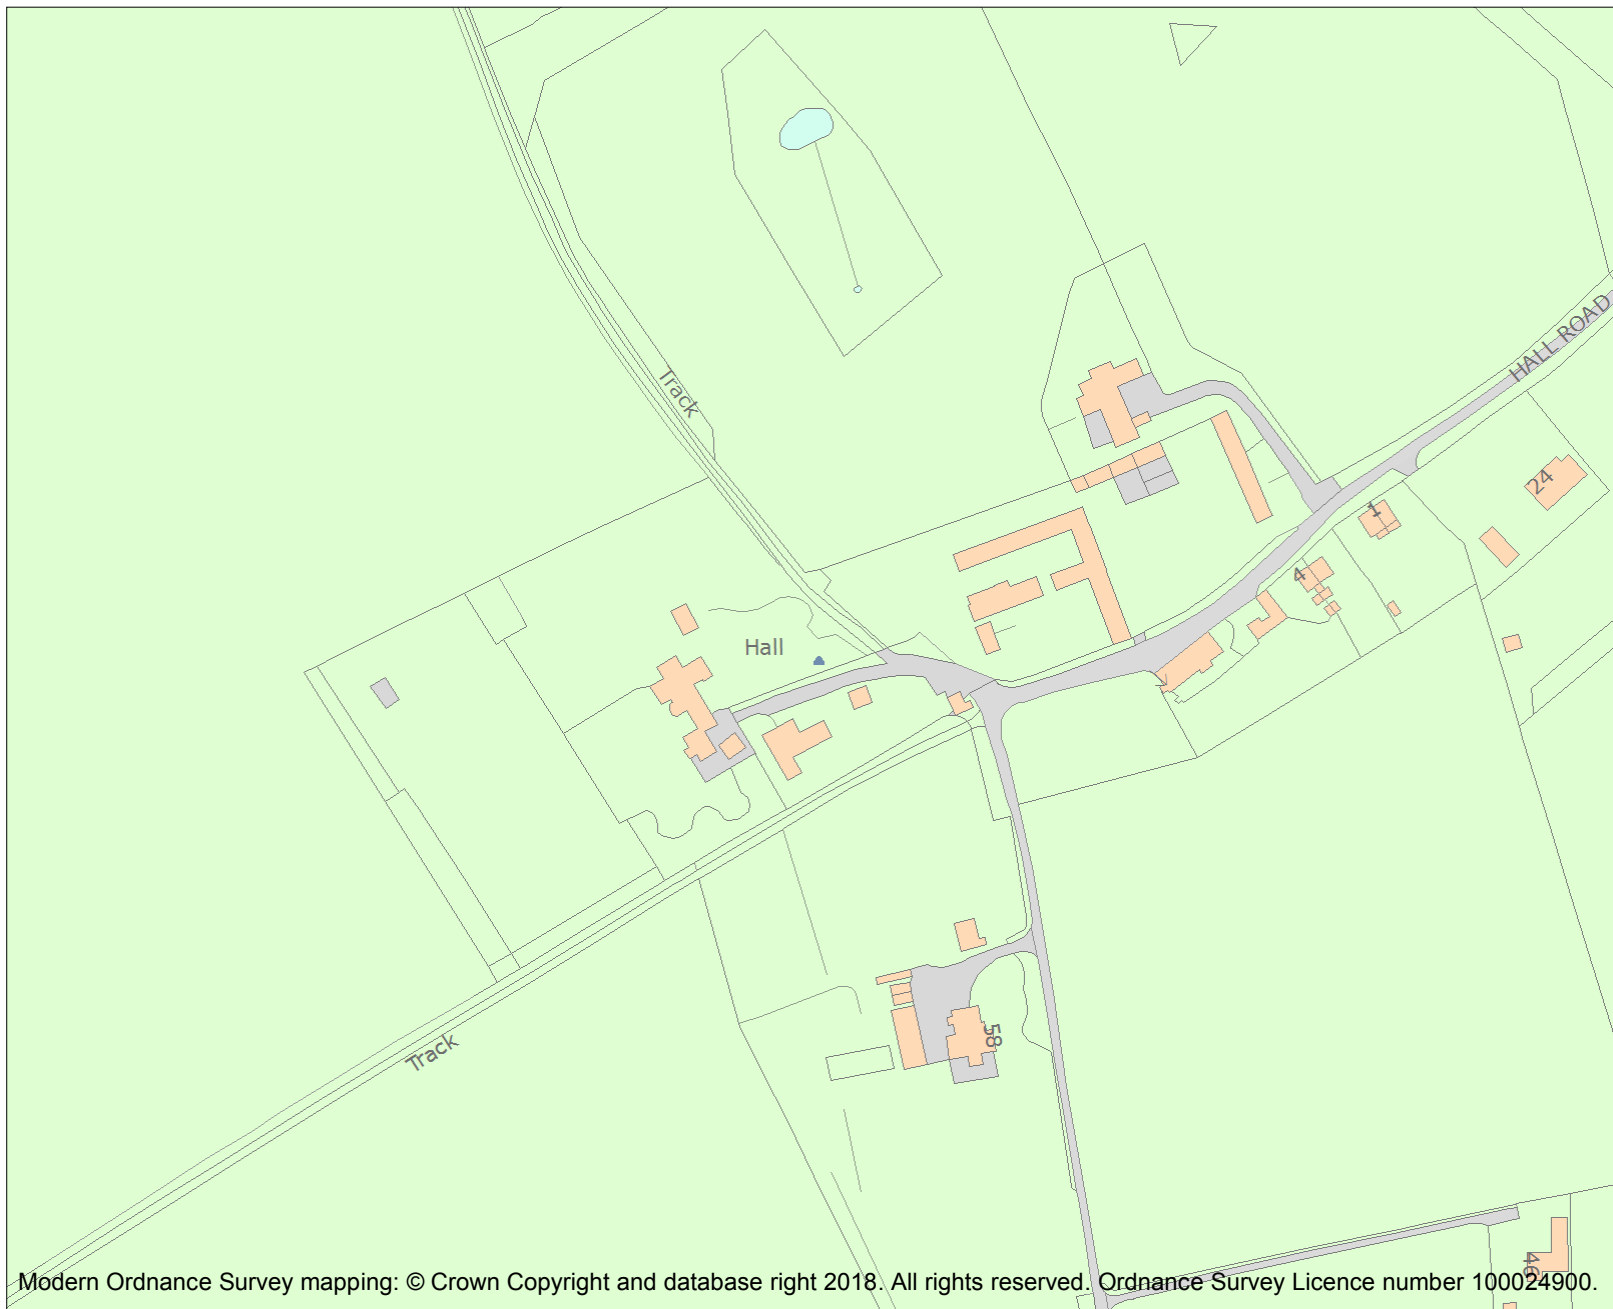 Track
HALL ROAD
24
1
4
Hall
58
Track
46
Modern Ordnance Survey mapping: © Crown Copyright and database right 2018. All rights reserved. Ordnance Survey Licence number 100024900.